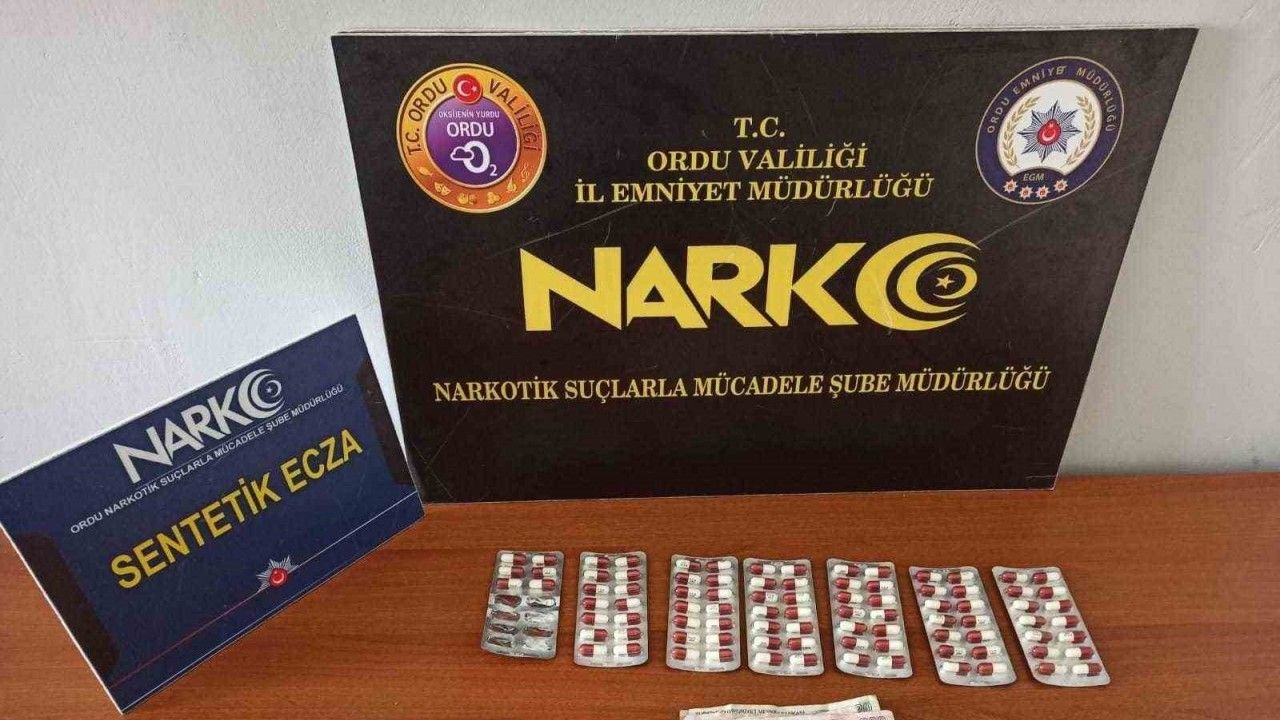 T.C. ORDU VALİLİĞİ
OKSİJENİN YURDU
ORDU
O2
T.C.
ORDU VALİLİĞİ
İL EMNİYET MÜDÜRLÜĞÜ
ORDU EMNİYET MÜDÜRLÜĞÜ
EGM
NARKO
NARKOTİK SUÇLARLA MÜCADELE ŞUBE MÜDÜRLÜĞÜ
NARKO
ORDU NARKOTİK SUÇLARLA MÜCADELE ŞUBE MÜDÜRLÜĞÜ
SENTETİK ECZA